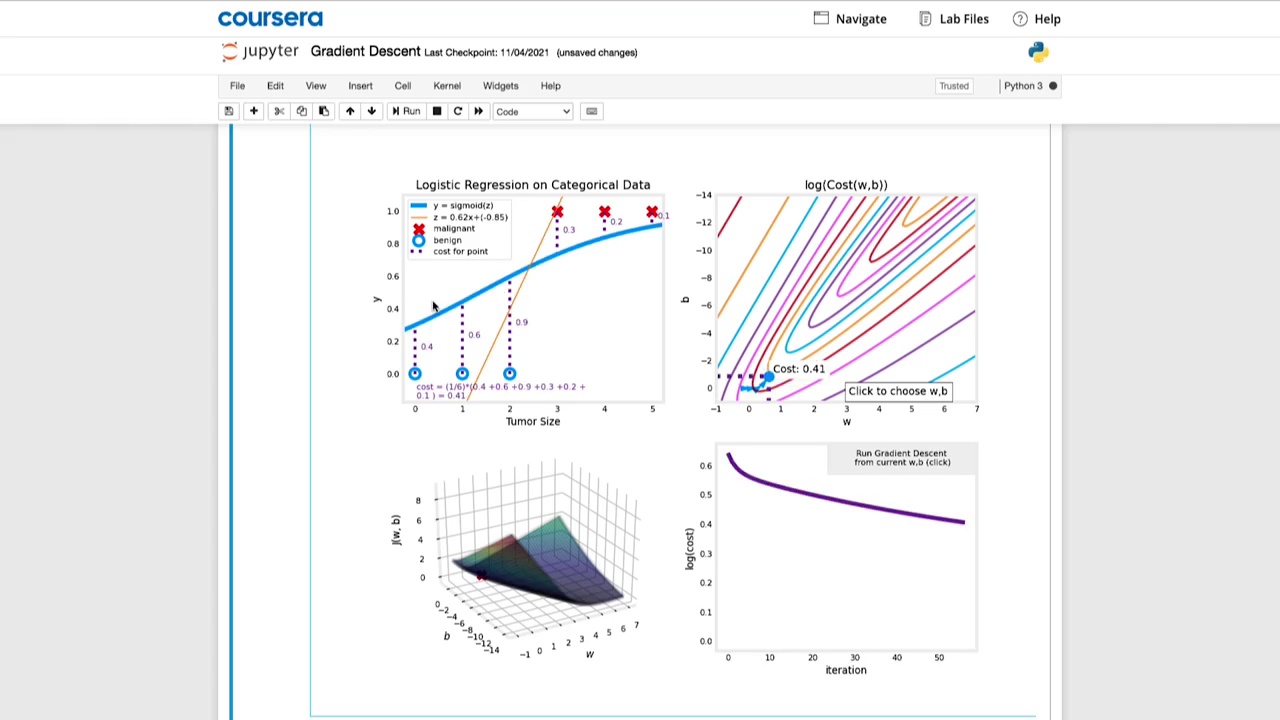 coursera
Navigate
Lab Files
Help
jupyter Gradient Descent Last Checkpoint: 11/04/2021 (unsaved changes)
File Edit View Insert Cell Kernel Widgets Help
Trusted
Python 3
Run
Code
Logistic Regression on Categorical Data
y = sigmoid(z)
z = 0.62x+(-0.85)
malignant
benign
cost for point
1.0
0.8
0.6
0.4
0.2
0.0
y
0.4
0.6
0.9
0.3
0.2
0.1
cost = (1/6)*(0.4 +0.6 +0.9 +0.3 +0.2 +
0.1 ) = 0.41
0 1 2 3 4 5
Tumor Size
log(Cost(w,b))
−14
−12
−10
−8
−6
−4
−2
0
b
Cost: 0.41
Click to choose w,b
−1 0 1 2 3 4 5 6 7
w
8
6
4
2
0
J(w, b)
0
−2
−4
−6
−8
−10
−12
−14
b
−1 0 1 2 3 4 5 6 7
w
Run Gradient Descent
from current w,b (click)
0.6
0.5
0.4
0.3
0.2
0.1
0.0
log(cost)
0 10 20 30 40 50
iteration